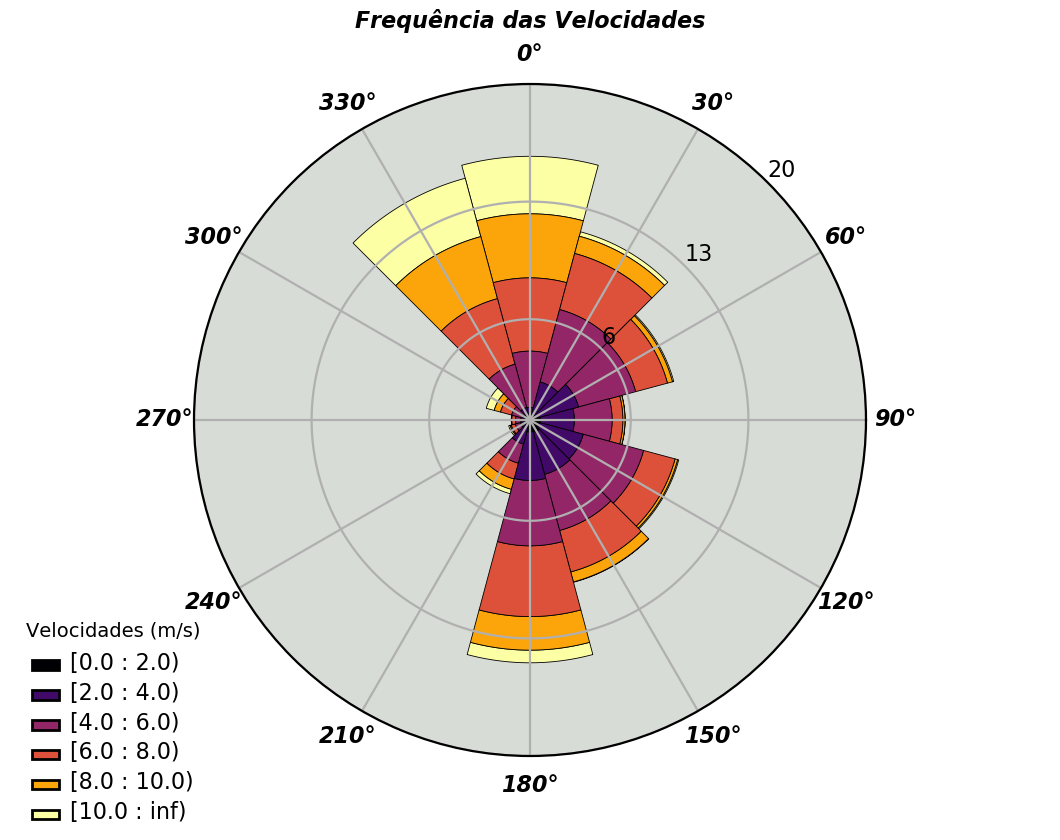 Frequência das Velocidades
0°
330°
30°
20
300°
60°
13
6
270°
90°
240°
120°
210°
150°
180°
Velocidades (m/s)
[0.0 : 2.0)
[2.0 : 4.0)
[4.0 : 6.0)
[6.0 : 8.0)
[8.0 : 10.0)
[10.0 : inf)